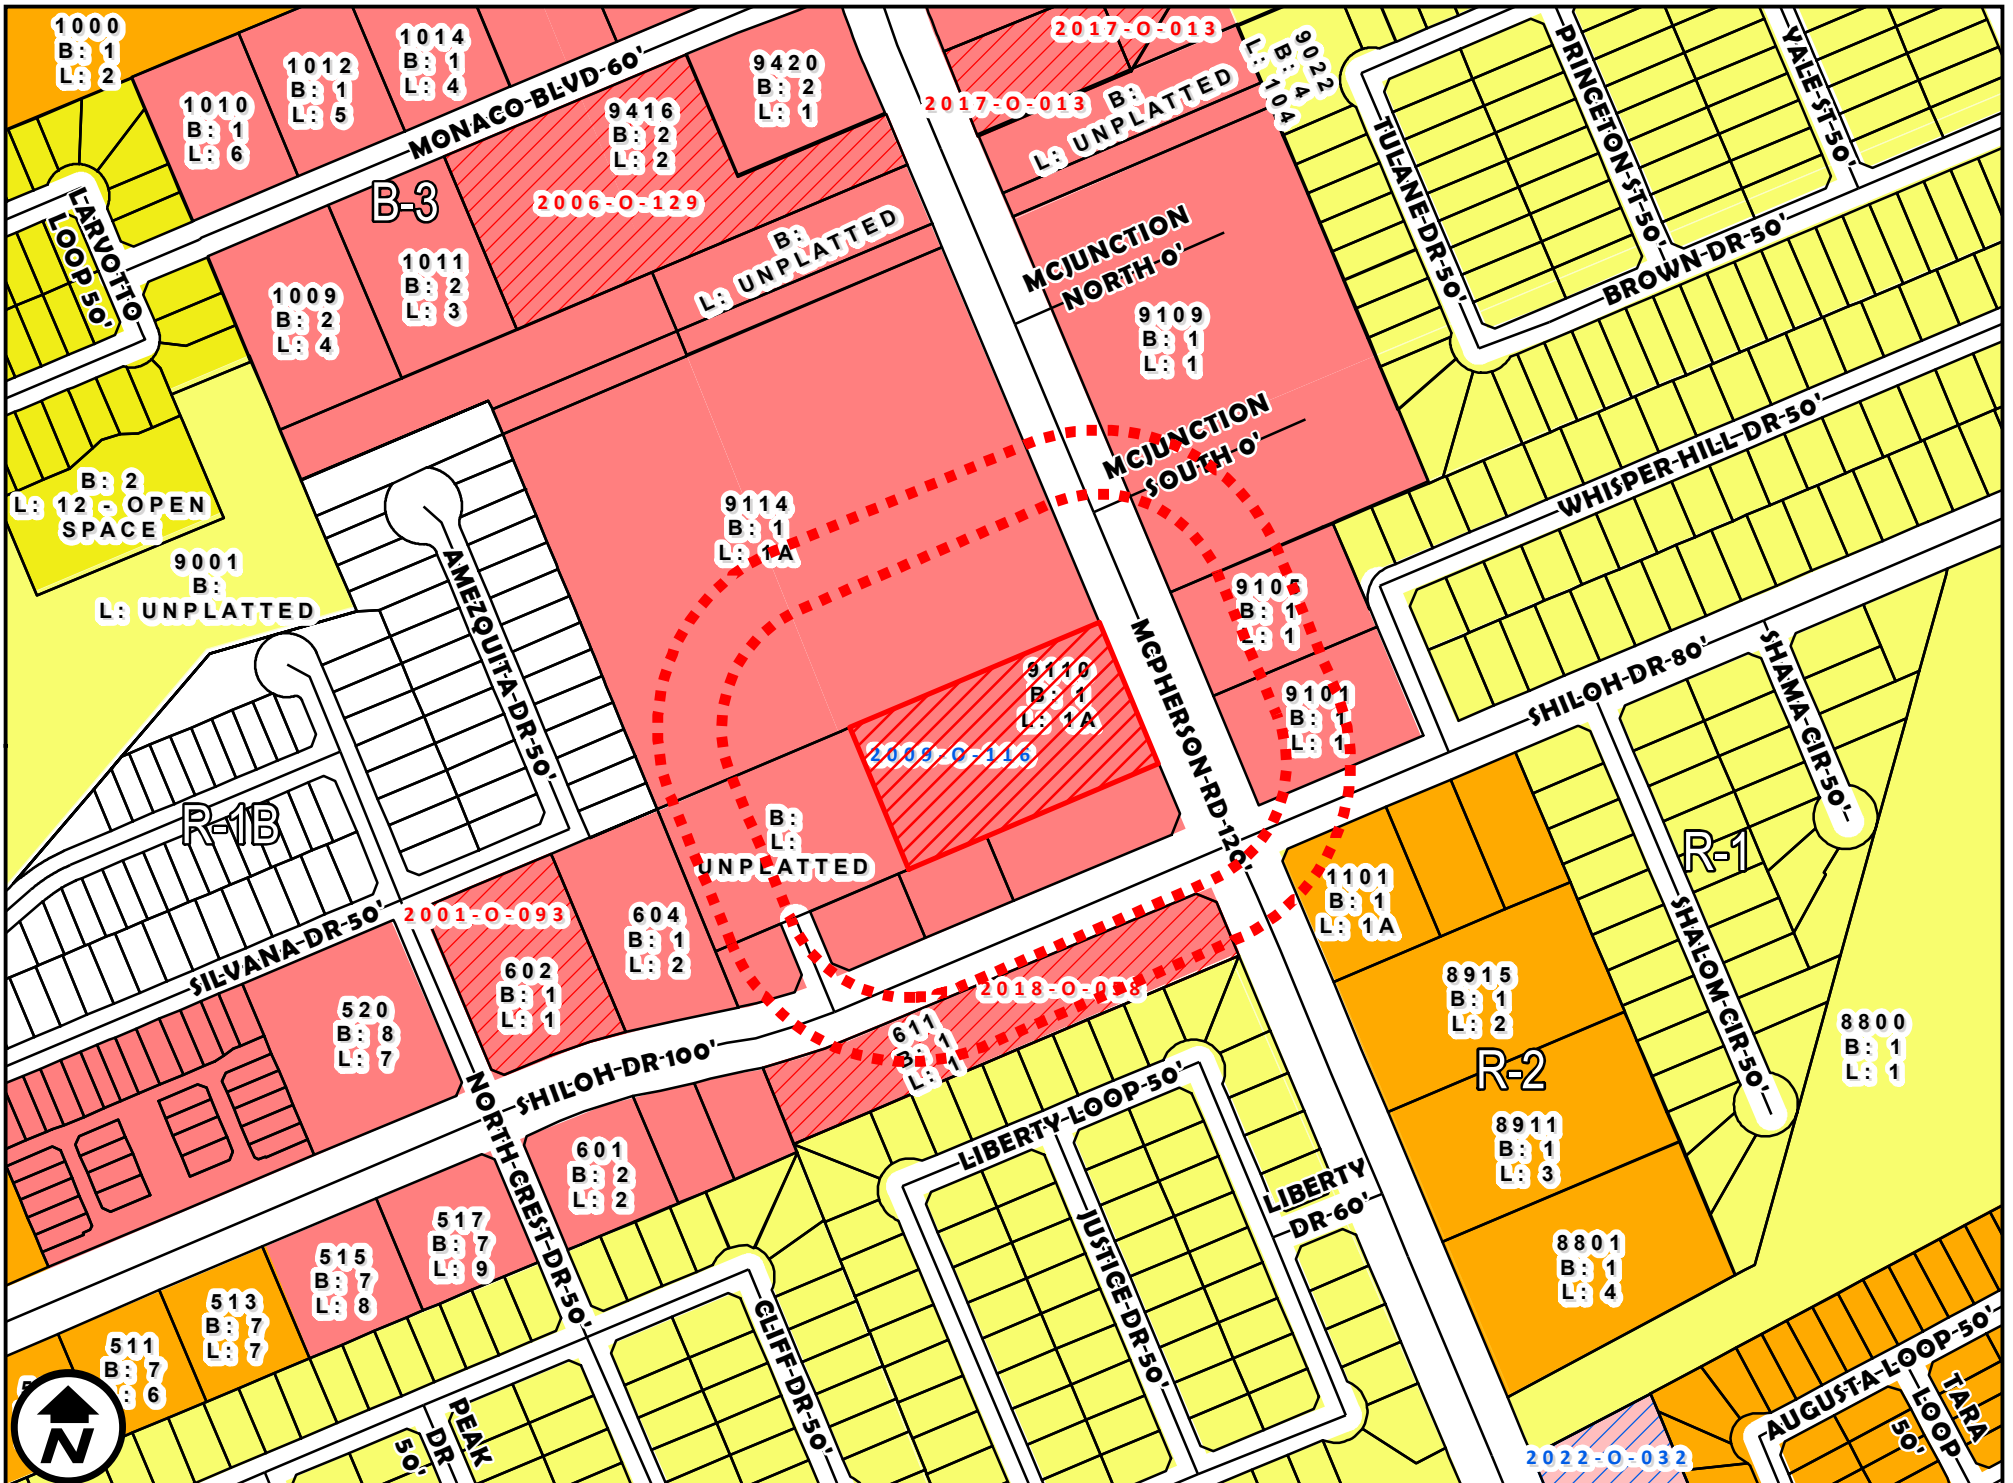 1000
B: 1
L: 2
1010
B: 1
L: 6
1012
B: 1
L: 5
1014
B: 1
L: 4
MONACO-BLVD-60'
9416
B: 2
L: 2
9420
B: 2
L: 1
2006-O-129
B-3
2017-O-013
2017-O-013
B:
L: UNPLATTED
9022
B: 4
L: 104
PRINCETON-ST-50'
YALE-ST-50'
TULANE-DR-50'
BROWN-DR-50'
LARVOTTO
LOOP 50'
1009
B: 2
L: 4
1011
B: 2
L: 3
B:
L: UNPLATTED
MCJUNCTION
NORTH-0'
9109
B: 1
L: 1
MCJUNCTION
SOUTH-0'
WHISPER-HILL-DR-50'
B: 2
L: 12 - OPEN
SPACE
9001
B:
L: UNPLATTED
AMEZQUITA-DR-50'
9114
B: 1
L: 1A
9105
B: 1
L: 1
9110
B: 1
L: 1A
2009-O-116
MCPHERSON-RD-120'
9101
B: 1
L: 1
SHILOH-DR-80'
SHAMA-CIR-50'
R-1B
B:
L:
UNPLATTED
R-1
SILVANA-DR-50'
2001-O-093
602
B: 1
L: 1
604
B: 1
L: 2
1101
B: 1
L: 1A
SHALOM-CIR-50'
520
B: 8
L: 7
611
B: 1
L: 1
8915
B: 1
L: 2
R-2
8800
B: 1
L: 1
SHILOH-DR-100'
NORTH-CREST-DR-50'
LIBERTY-LOOP-50'
601
B: 2
L: 2
8911
B: 1
L: 3
LIBERTY
DR-60'
JUSTICE-DR-50'
517
B: 7
L: 9
515
B: 7
L: 8
513
B: 7
L: 7
511
B: 7
: 6
8801
B: 1
L: 4
CLIFF-DR-50'
PEAK
DR
50'
AUGUSTA-LOOP-50'
TARA
LOOP
50'
2022-O-032
N